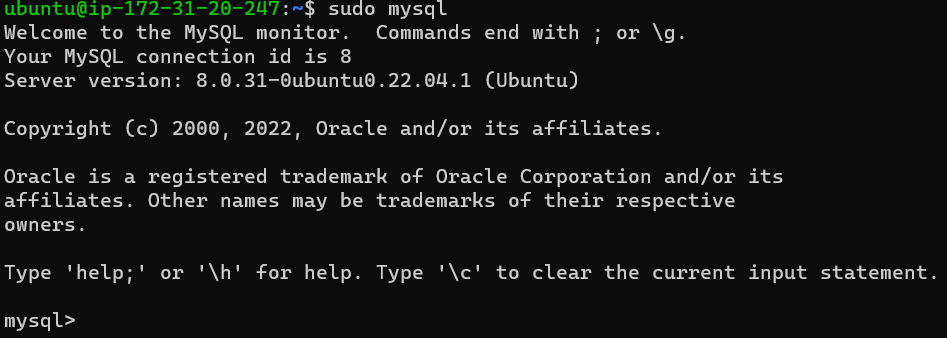 ubuntu@ip-172-31-20-247:~$ sudo mysql
Welcome to the MySQL monitor.  Commands end with ; or \g.
Your MySQL connection id is 8
Server version: 8.0.31-0ubuntu0.22.04.1 (Ubuntu)
Copyright (c) 2000, 2022, Oracle and/or its affiliates.
Oracle is a registered trademark of Oracle Corporation and/or its
affiliates. Other names may be trademarks of their respective
owners.
Type 'help;' or '\h' for help. Type '\c' to clear the current input statement.
mysql>